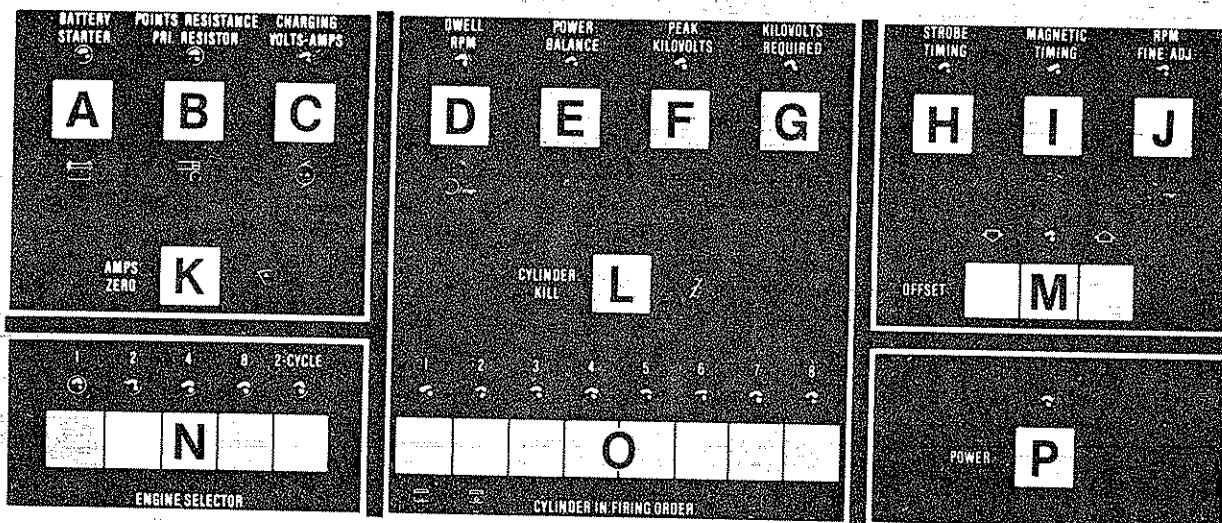 BATTERY STARTER
POINTS RESISTANCE PRI. RESISTOR
CHARGING VOLTS-AMPS
A B C
AMPS ZERO
K
1 2 4 8 2-CYCLE
N
ENGINE SELECTOR
DWELL RPM
POWER BALANCE
PEAK KILOVOLTS
KILOVOLTS REQUIRED
D E F G
CYLINDER KILL
L
1 2 3 4 5 6 7 8
O
CYLINDER IN FIRING ORDER
STROBE TIMING
MAGNETIC TIMING
RPM FINE ADJ.
H I J
OFFSET
M
POWER
P